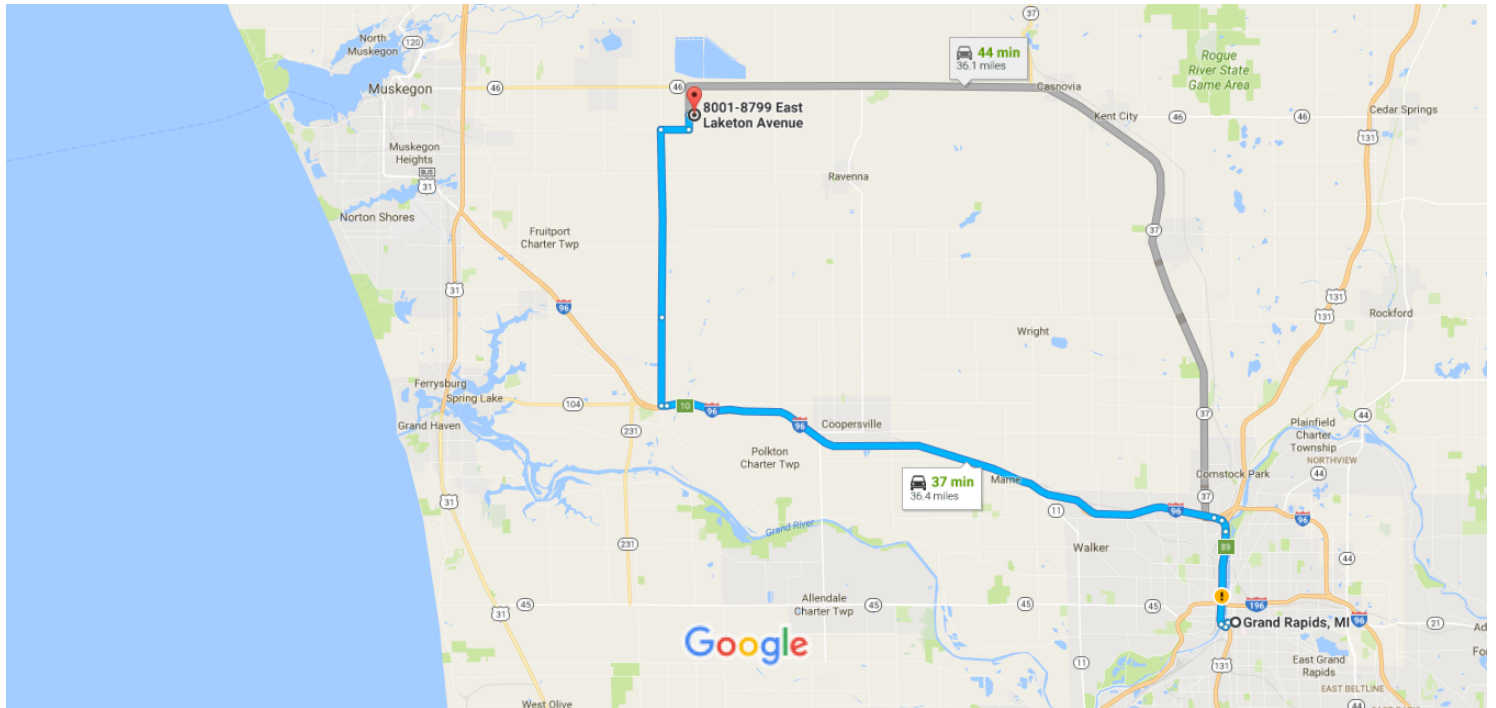 37
North
Muskegon
120
44 min
36.1 miles
Rogue
River State
Game Area
Muskegon
46
46
Casnovia
8001-8799 East
Laketon Avenue
Kent City
46
46
Cedar Springs
131
Muskegon
Heights
BUS
31
Ravenna
Norton Shores
Fruitport
Charter Twp
37
31
96
131
131
Rockford
Wright
Ferrysburg
Spring Lake
104
10
96
37
Grand Haven
231
96
Coopersville
Plainfield
Charter
Township
44
Polkton
Charter Twp
NORTHVIEW
44
37 min
36.4 miles
Marne
Comstock Park
37
31
11
96
96
Grand River
231
Walker
89
44
31
45
Allendale
Charter Twp
45
45
45
196
Google
Grand Rapids, MI
96
21
Ad
Fo
11
131
East Grand
Rapids
EAST BELTLINE
West Olive
44